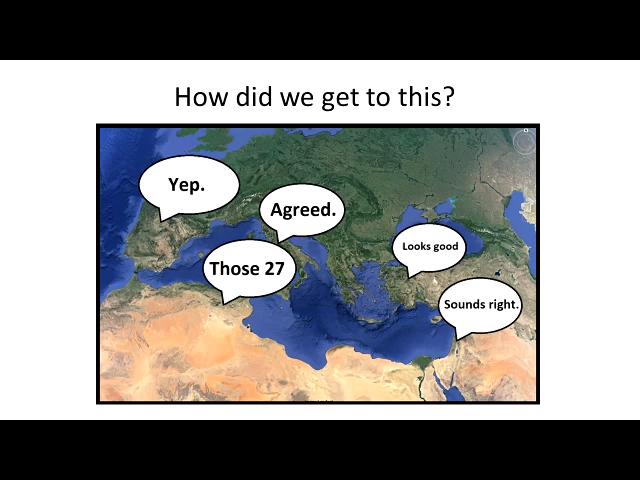 How did we get to this?
Yep.
Agreed.
Looks good
Those 27
Sounds right.